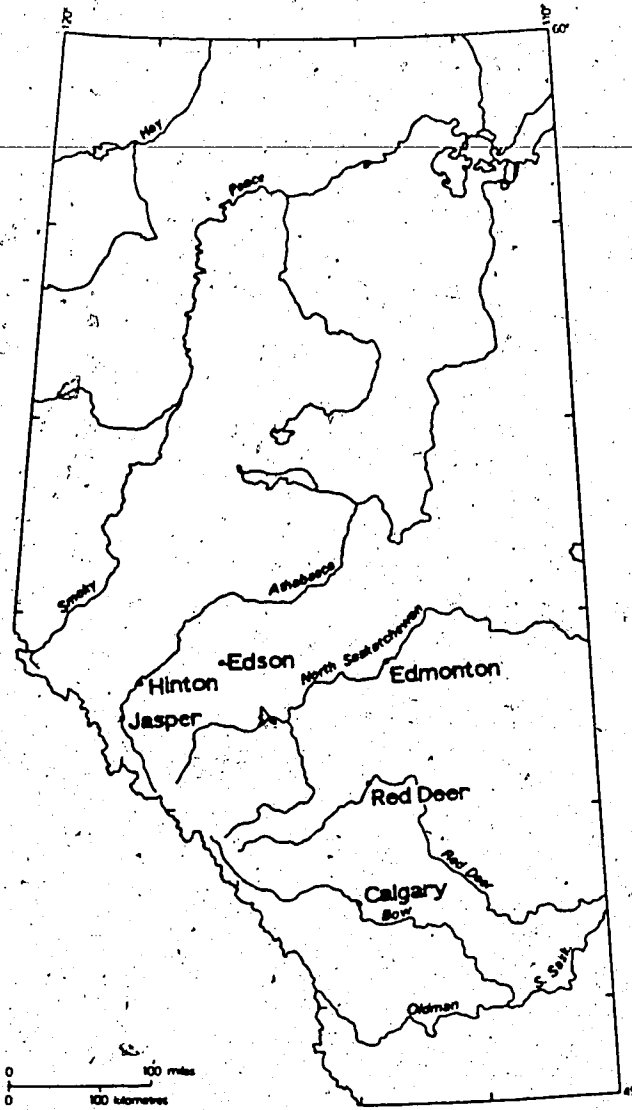 120°
110°
60°
Hay
Peace
Smoky
Athabasca
North Saskatchewan
Edson
Hinton
Edmonton
Jasper
Red Deer
Red Deer
Calgary
Bow
S. Sask.
Oldman
0 100 miles
0 100 kilometres